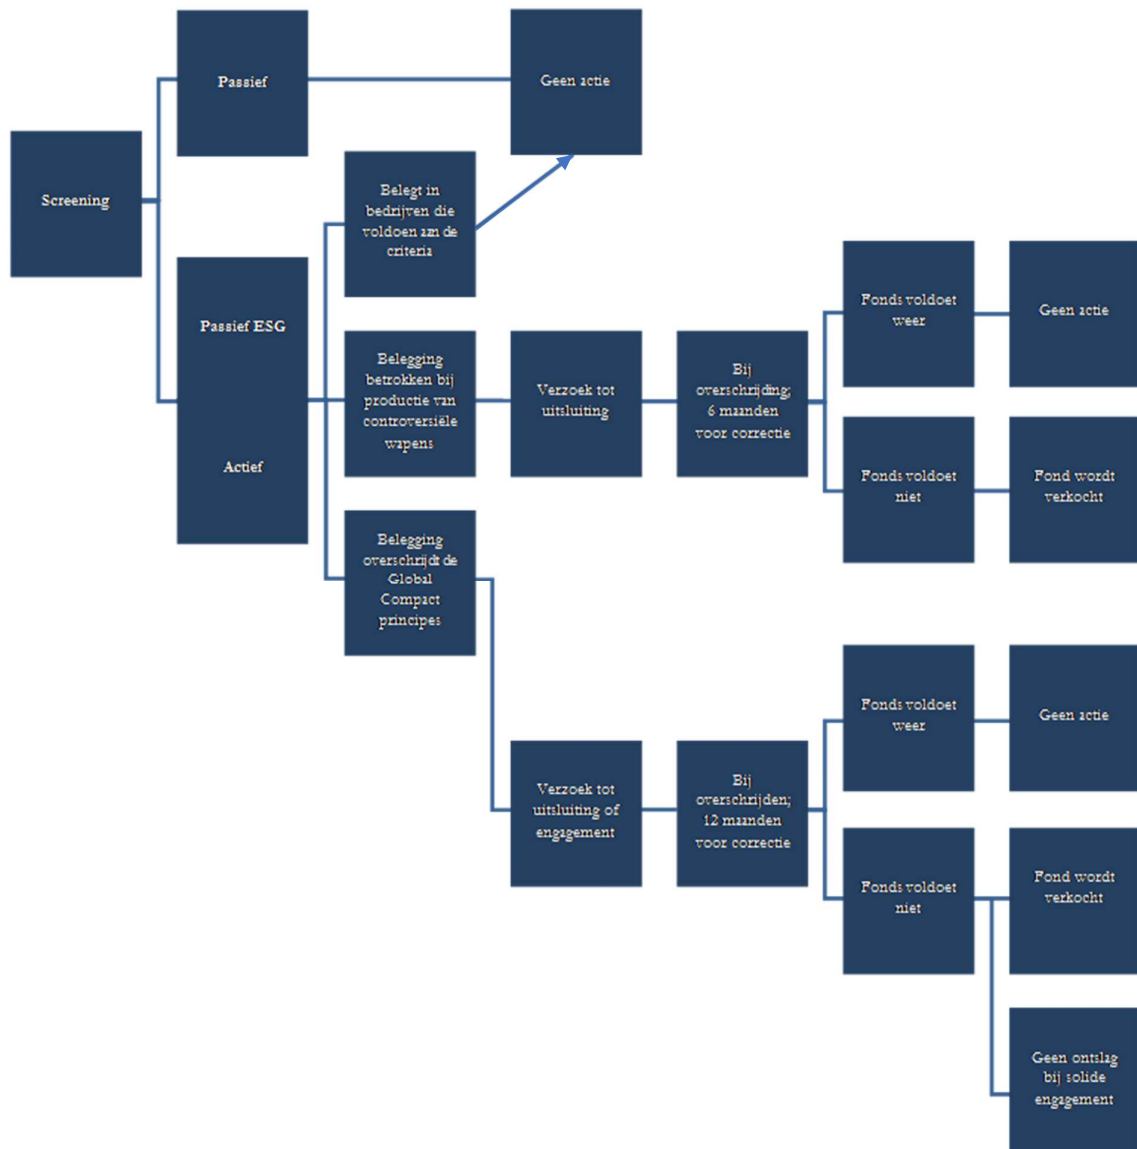 Passief
Geen actie
Screening
Belegt in
bedrijven die
voldoen aan de
criteria
Passief ESG
Actief
Belegging
betrokken bij
productie van
controversiële
wapens
Verzoek tot
uitsluiting
Bij
overschrijding;
6 maanden
voor correctie
Fonds voldoet
weer
Geen actie
Fonds voldoet
niet
Fond wordt
verkocht
Belegging
overschrijdt de
Global
Compact
principes
Verzoek tot
uitsluiting of
engagement
Bij
overschrijden;
12 maanden
voor correctie
Fonds voldoet
weer
Geen actie
Fonds voldoet
niet
Fond wordt
verkocht
Geen ontslag
bij solide
engagement